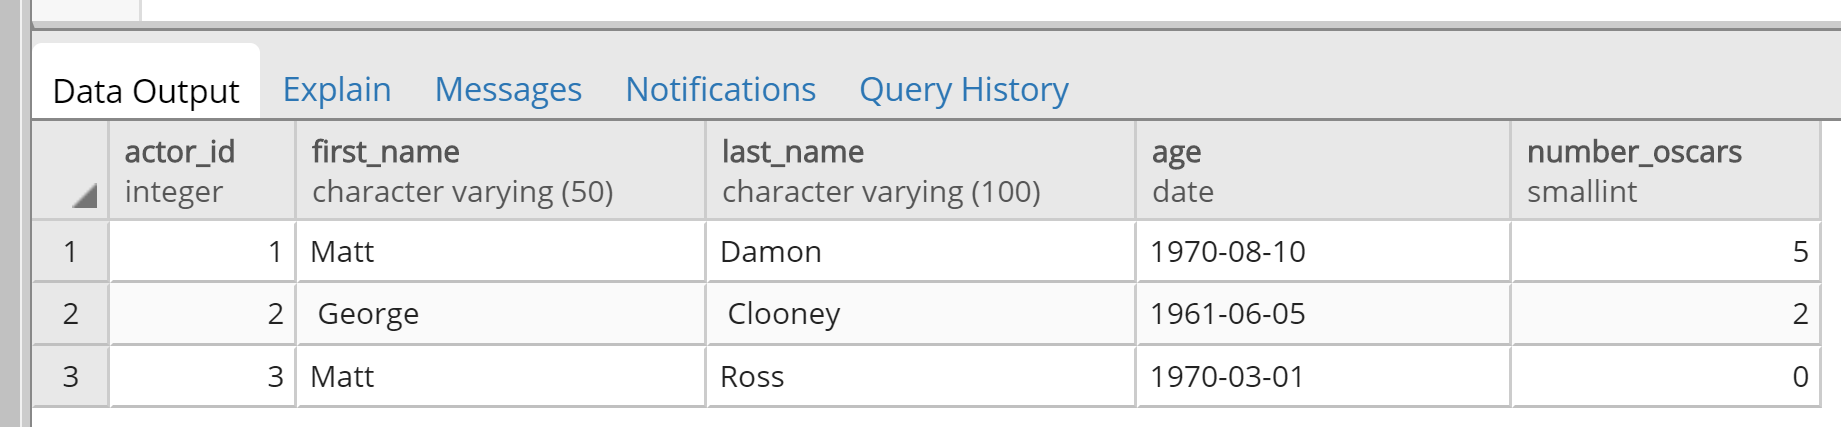 Data Output Explain Messages Notifications Query History
actor_id first_name last_name age number_oscars
integer character varying (50) character varying (100) date smallint
1 1 Matt Damon 1970-08-10 5
2 2 George Clooney 1961-06-05 2
3 3 Matt Ross 1970-03-01 0